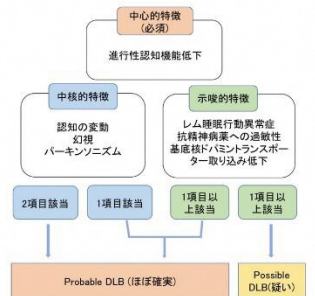 中心的特徴
(必須)
進行性認知機能低下
中核的特徴
認知の変動
幻視
パーキンソニズム
示唆的特徴
レム睡眠行動異常症
抗精神病薬への過敏性
基底核ドパミントランスポー
ター取り込み低下
2項目該当
1項目該当
1項目以
上該当
1項目以
上該当
Probable DLB (ほぼ確実)
Possible
DLB(疑い)